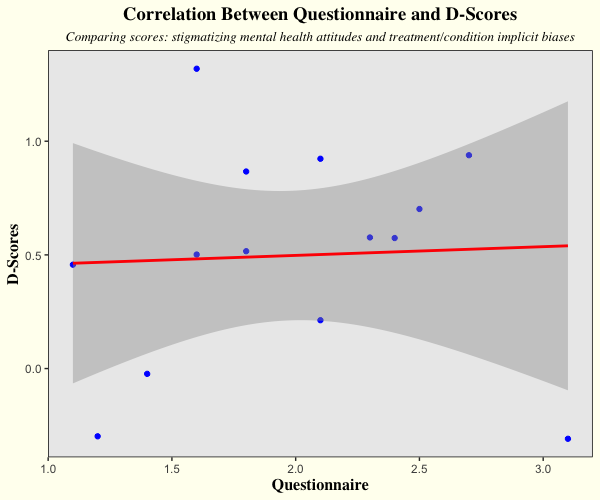 Correlation Between Questionnaire and D-Scores
Comparing scores: stigmatizing mental health attitudes and treatment/condition implicit biases
D-Scores
1.0
0.5
0.0
1.0 1.5 2.0 2.5 3.0
Questionnaire